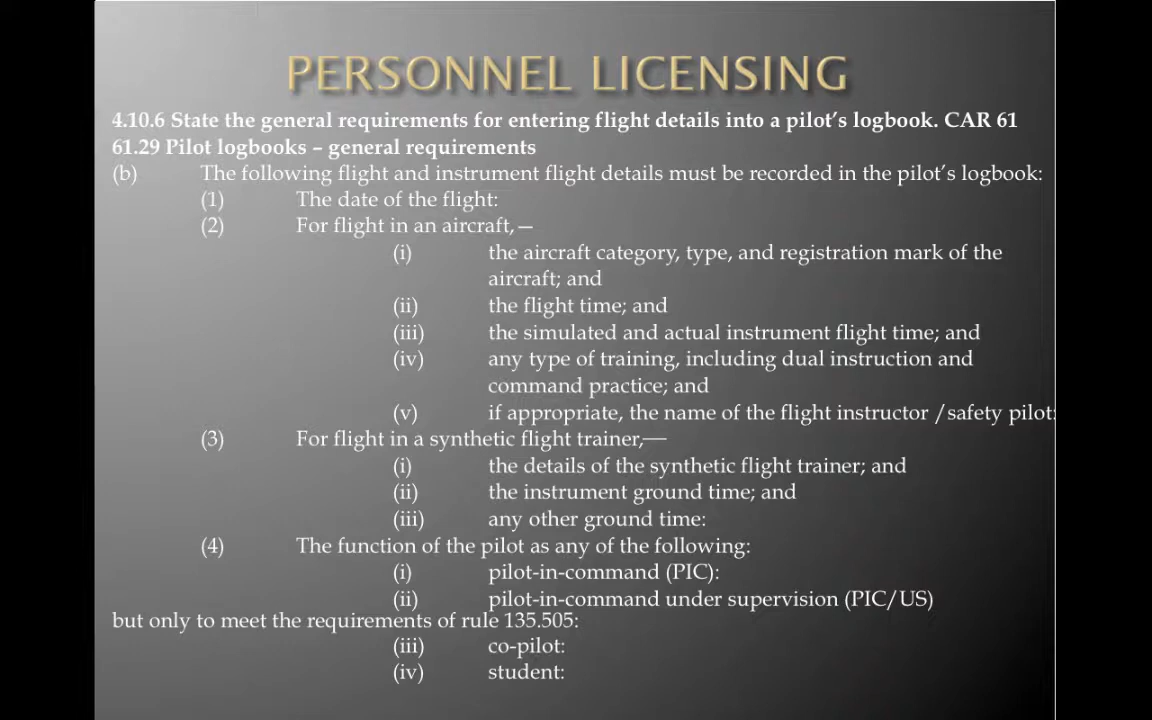 PERSONNEL LICENSING
4.10.6 State the general requirements for entering flight details into a pilot’s logbook. CAR 61
61.29 Pilot logbooks – general requirements
(b) The following flight and instrument flight details must be recorded in the pilot’s logbook:
(1) The date of the flight:
(2) For flight in an aircraft,—
(i) the aircraft category, type, and registration mark of the
aircraft; and
(ii) the flight time; and
(iii) the simulated and actual instrument flight time; and
(iv) any type of training, including dual instruction and
command practice; and
(v) if appropriate, the name of the flight instructor /safety pilot:
(3) For flight in a synthetic flight trainer,—
(i) the details of the synthetic flight trainer; and
(ii) the instrument ground time; and
(iii) any other ground time:
(4) The function of the pilot as any of the following:
(i) pilot-in-command (PIC):
(ii) pilot-in-command under supervision (PIC/US)
but only to meet the requirements of rule 135.505:
(iii) co-pilot:
(iv) student: